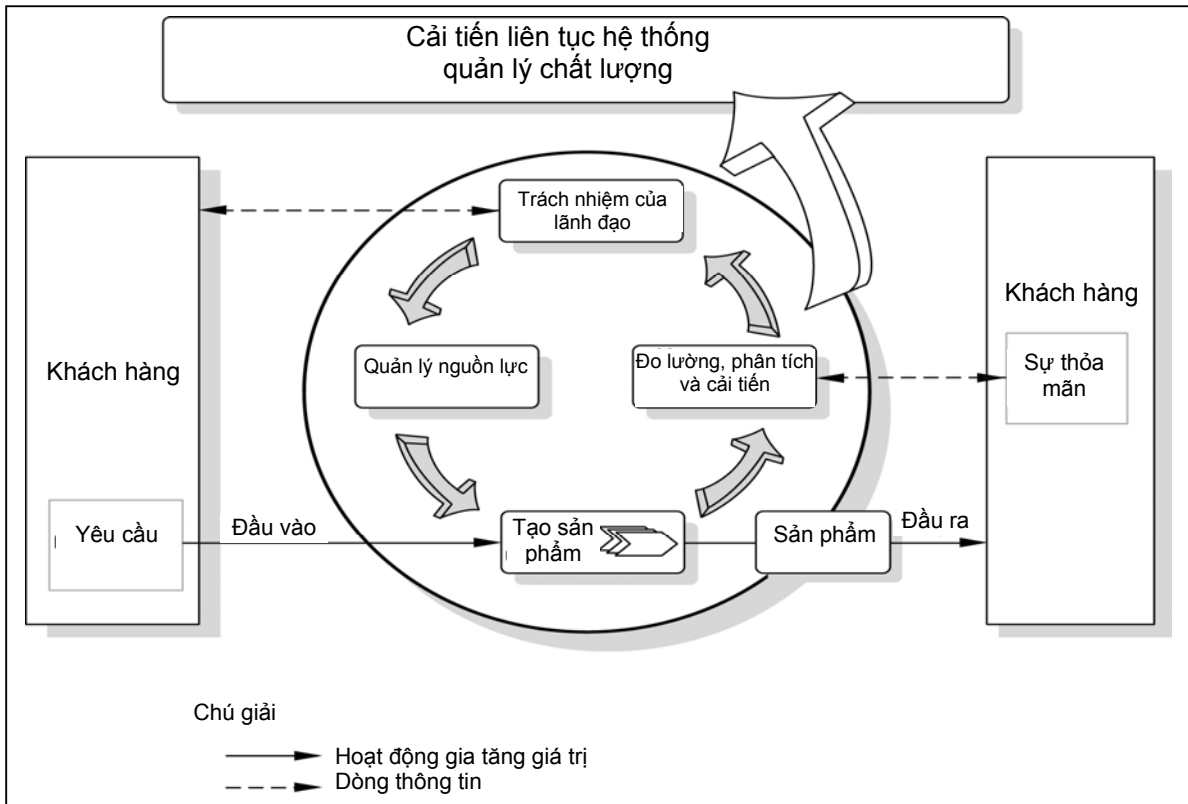 Cải tiến liên tục hệ thống
quản lý chất lượng
Trách nhiệm của
lãnh đạo
Khách hàng
Quản lý nguồn lực
Đo lường, phân tích
và cải tiến
Khách hàng
Sự thỏa
mãn
Yêu cầu
Đầu vào
Tạo sản
phẩm
Sản phẩm
Đầu ra
Chú giải
Hoạt động gia tăng giá trị
Dòng thông tin